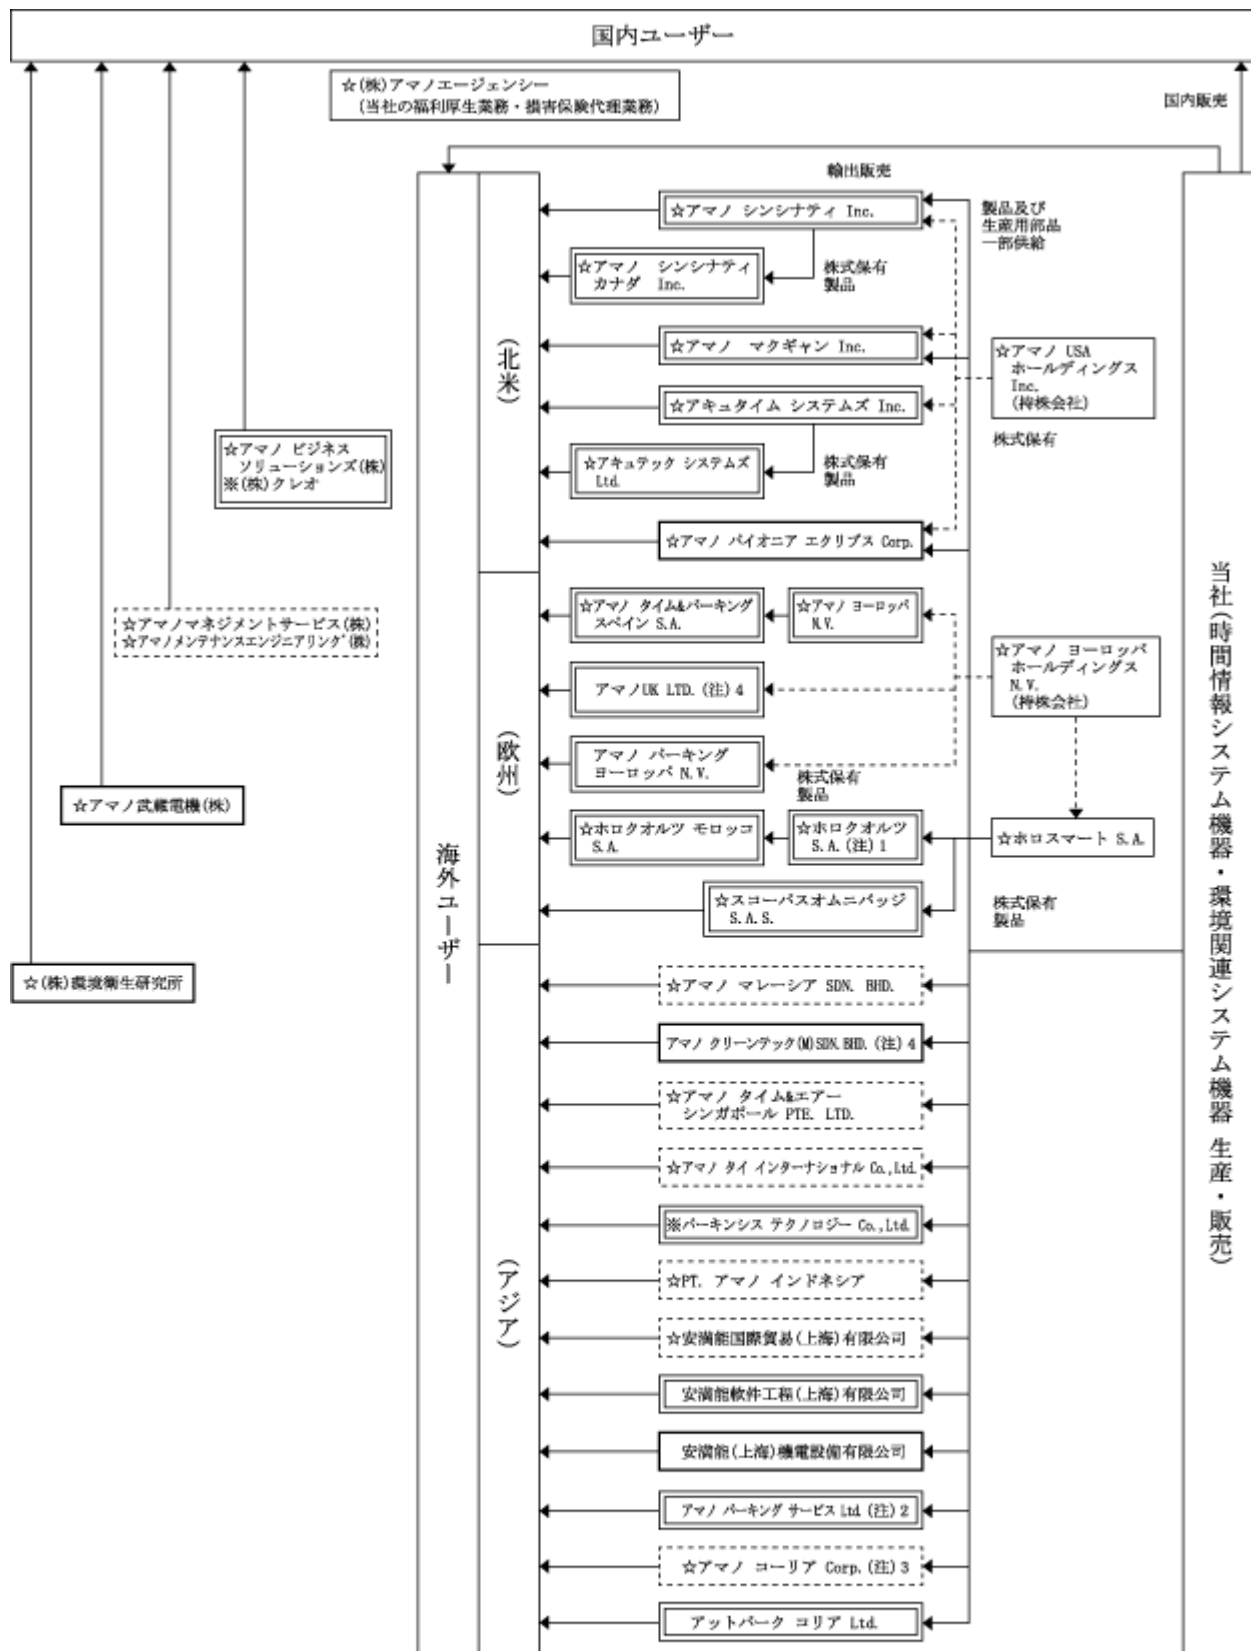 国内ユーザー
☆(株)アマノエージェンシー
(当社の福利厚生業務・損害保険代理業務)
国内販売
輸出販売
☆アマノ シンシナティ Inc.
製品及び
生産用部品
一部供給
☆アマノ シンシナティ
カナダ Inc.
株式保有
製品
(北米)
☆アマノ マクギャン Inc.
☆アマノ USA
ホールディングス
Inc.
(持株会社)
☆アキュタイム システムズ Inc.
株式保有
☆アマノ ビジネス
ソリューションズ(株)
※(株)クレオ
☆アキュテック システムズ
Ltd.
株式保有
製品
☆アマノ パイオニア エクリプス Corp.
☆アマノマネジメントサービス(株)
☆アマノメンテナンスエンジニアリング(株)
☆アマノ タイム&パーキング
スペイン S.A.
☆アマノ ヨーロッパ
N.V.
☆アマノ ヨーロッパ
ホールディングス
N.V.
(持株会社)
アマノUK LTD.(注)4
(欧州)
アマノ パーキング
ヨーロッパ N.V.
株式保有
製品
☆アマノ武蔵電機(株)
☆ホロクオルツ モロッコ
S.A.
☆ホロクオルツ
S.A.(注)1
☆ホロスマート S.A.
海外ユーザー
☆スコーパスオムニバッジ
S.A.S.
株式保有
製品
当社(時間情報システム機器・環境関連システム機器 生産・販売)
☆(株)環境衛生研究所
☆アマノ マレーシア SDN. BHD.
アマノ クリーンテック(M)SDN.BHD.(注)4
☆アマノ タイム&エアー
シンガポール PTE. LTD.
☆アマノ タイ インターナショナル Co.,Ltd.
※パーキンシス テクノロジー Co.,Ltd.
(アジア)
☆PT. アマノ インドネシア
☆安満能国際貿易(上海)有限公司
安満能軟件工程(上海)有限公司
安満能(上海)機電設備有限公司
アマノ パーキング サービス Ltd.(注)2
☆アマノ コーリア Corp.(注)3
アットパーク コリア Ltd.